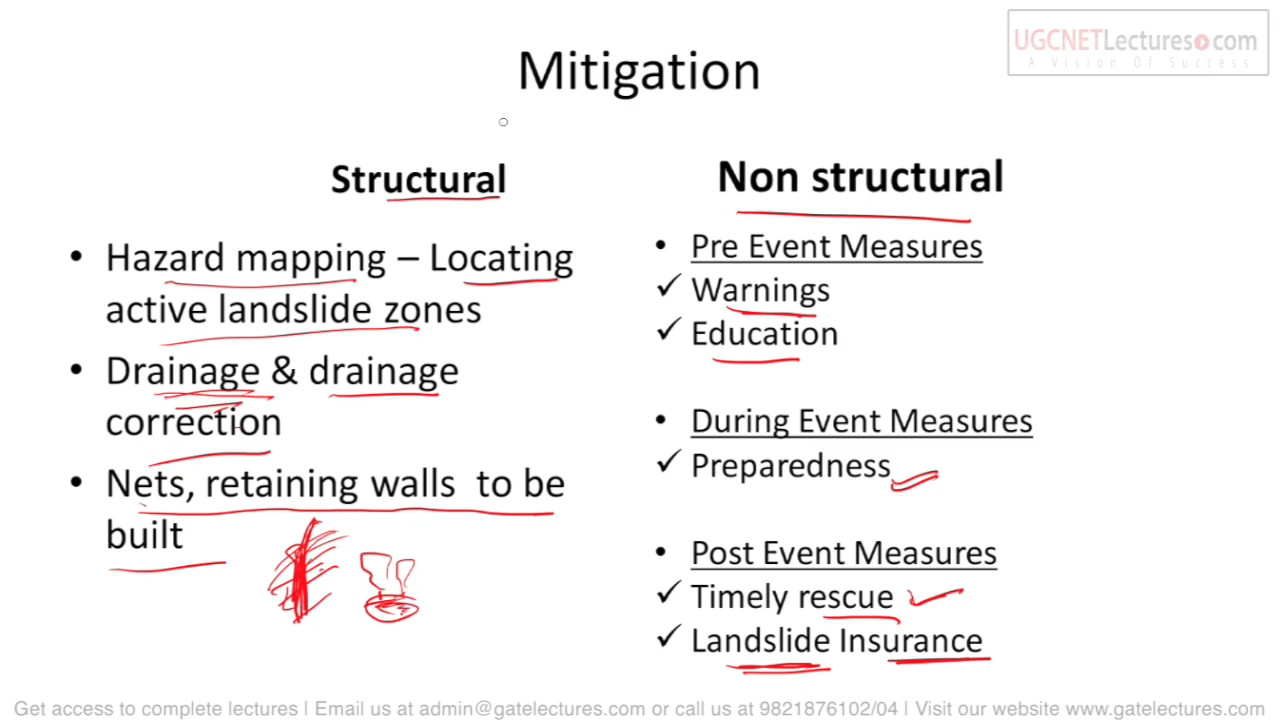 UGCNETLectures.com
A Vision Of Success
Mitigation
Structural
• Hazard mapping – Locating
active landslide zones
• Drainage & drainage
correction
• Nets, retaining walls to be
built
Non structural
• Pre Event Measures
✓ Warnings
✓ Education
• During Event Measures
✓ Preparedness
• Post Event Measures
✓ Timely rescue
✓ Landslide Insurance
Get access to complete lectures | Email us at admin@gatelectures.com or call us at 9821876102/04 | Visit our website www.gatelectures.com